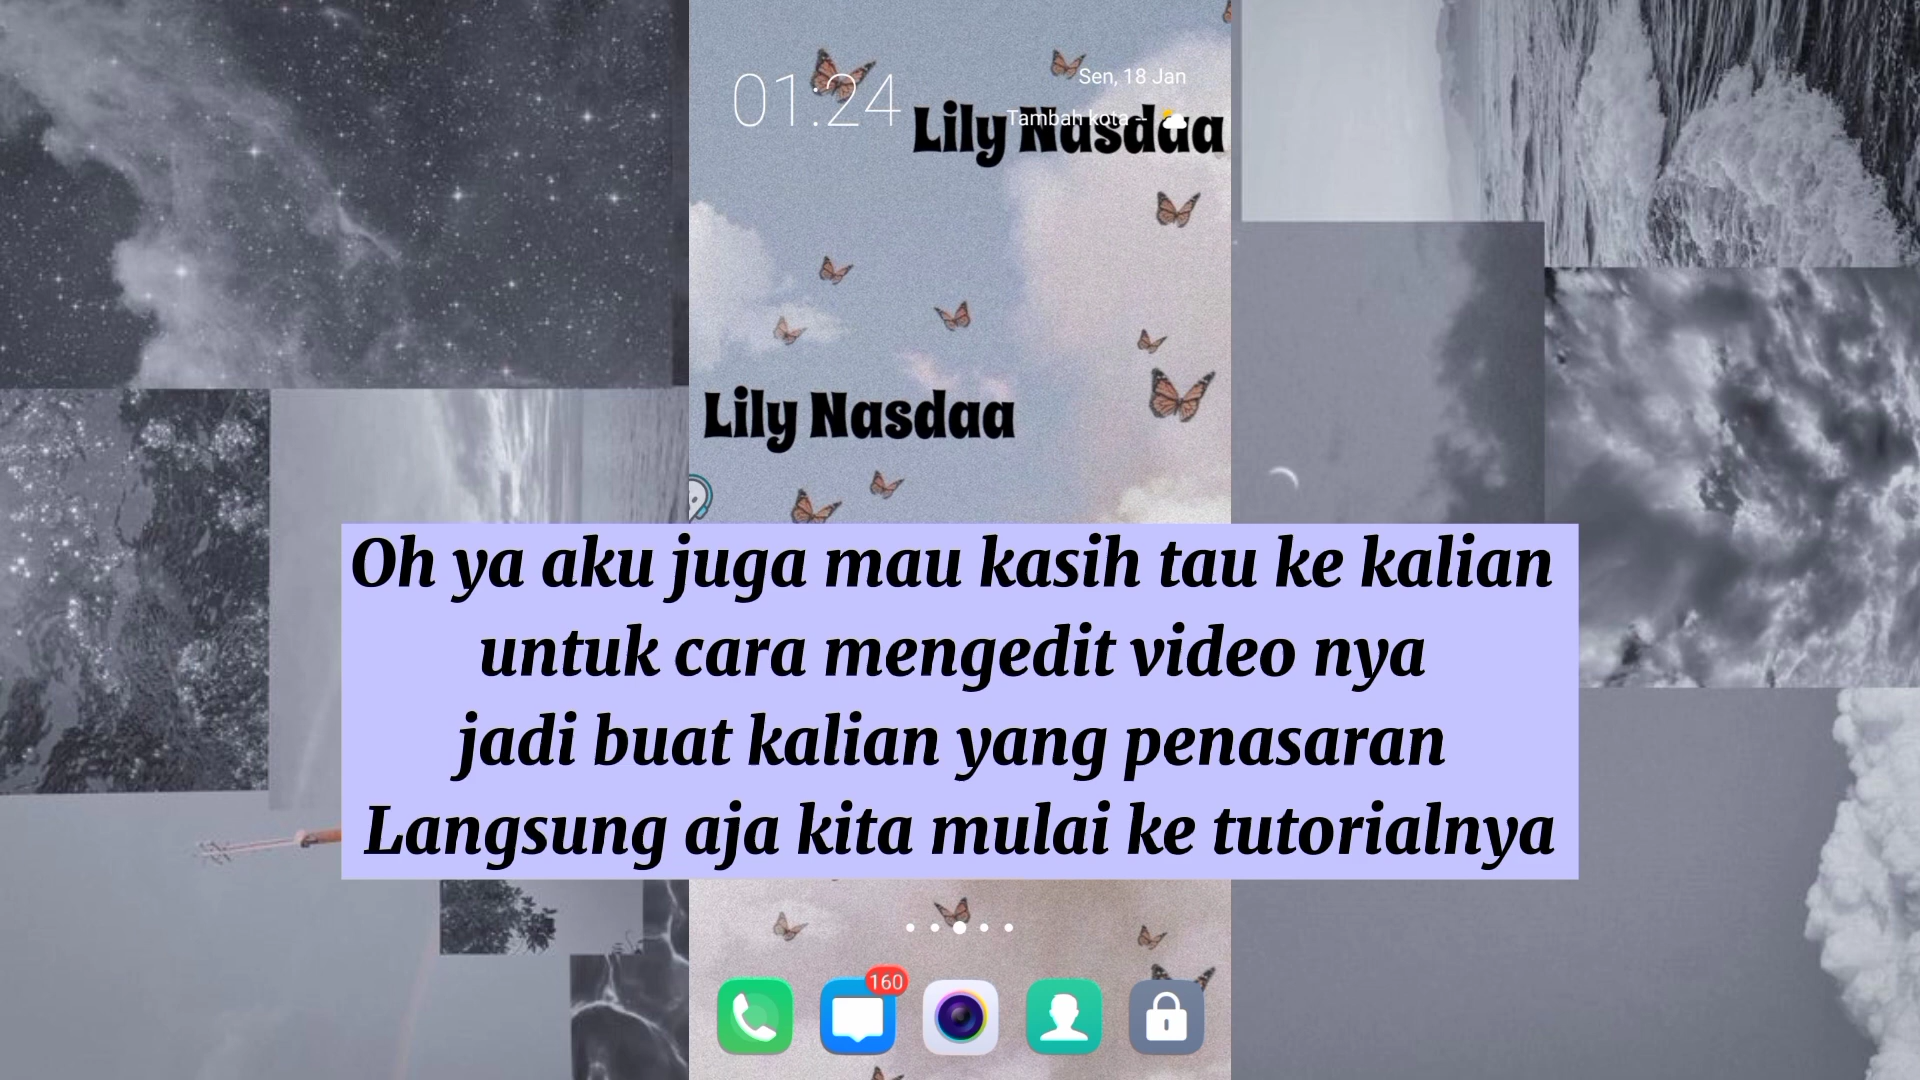 01:24
Sen, 18 Jan
Tambah kota --
Lily Nasdaa
Lily Nasdaa
Oh ya aku juga mau kasih tau ke kalian
untuk cara mengedit video nya
jadi buat kalian yang penasaran
Langsung aja kita mulai ke tutorialnya
160